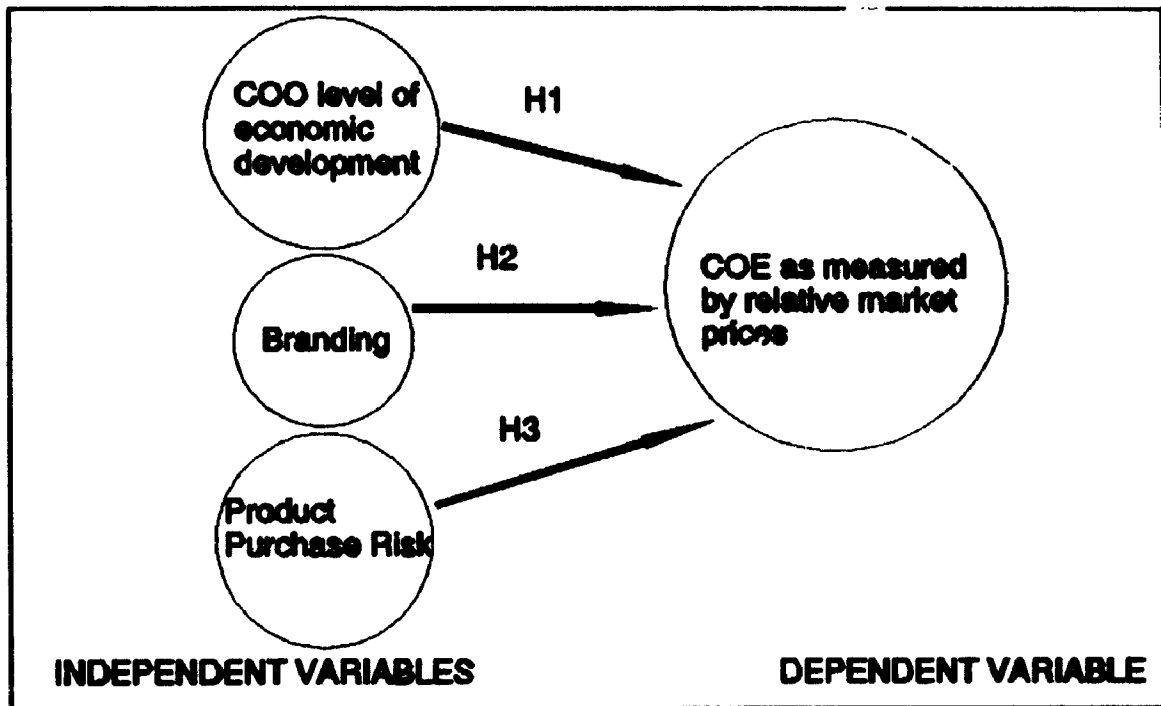 COO level of
economic
development
H1
H2
Branding
H3
Product
Purchase Risk
COE as measured
by relative market
prices
INDEPENDENT VARIABLES
DEPENDENT VARIABLE